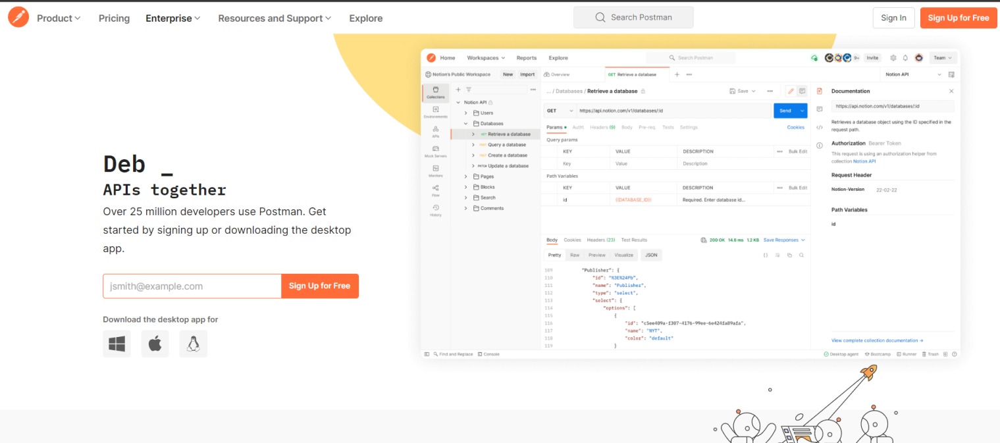 Product Pricing Enterprise Resources and Support Explore Search Postman Sign In Sign Up for Free
Deb _
APIs together
Over 25 million developers use Postman. Get
started by signing up or downloading the desktop
app.
jsmith@example.com Sign Up for Free
Download the desktop app for
Home Workspaces Reports Explore Search Postman 9+ Invite Team
Notion's Public Workspace New Import Overview GET Retrieve a database Notion API
Collections
Environments
APIs
Mock Servers
Monitors
Flow
History
Notion API
Users
Databases
GET Retrieve a database
POST Query a database
POST Create a database
PATCH Update a database
Pages
Blocks
Search
Comments
... / Databases / Retrieve a database Save
GET https://api.notion.com/v1/databases/:id Send
Params Auth Headers (9) Body Pre-req. Tests Settings Cookies
Query params
KEY VALUE DESCRIPTION Bulk Edit
Key Value Description
Path Variables
KEY VALUE DESCRIPTION Bulk Edit
id {{DATABASE_ID}} Required. Enter database id...
Body Cookies Headers (23) Test Results 200 OK 14.6 ms 1.2 KB Save Responses
Pretty Raw Preview Visualize JSON
109 "Publisher": {
110 "id": "%3E%24Pb",
111 "name": "Publisher",
112 "type": "select",
113 "select": {
114 "options": [
115 {
116 "id": "c5ee409a-f307-4176-99ee-6e424fa89afa",
117 "name": "NYT",
118 "color": "default"
119 }
Documentation
https://api.notion.com/v1/databases/:id
Retrieves a database object using the ID specified in the
request path.
Authorization Bearer Token
This request is using an authorization helper from
collection Notion API
Request Header
Notion-Version 22-02-22
Path Variables
id
View complete collection documentation →
Find and Replace Console Desktop agent Bootcamp Runner Trash